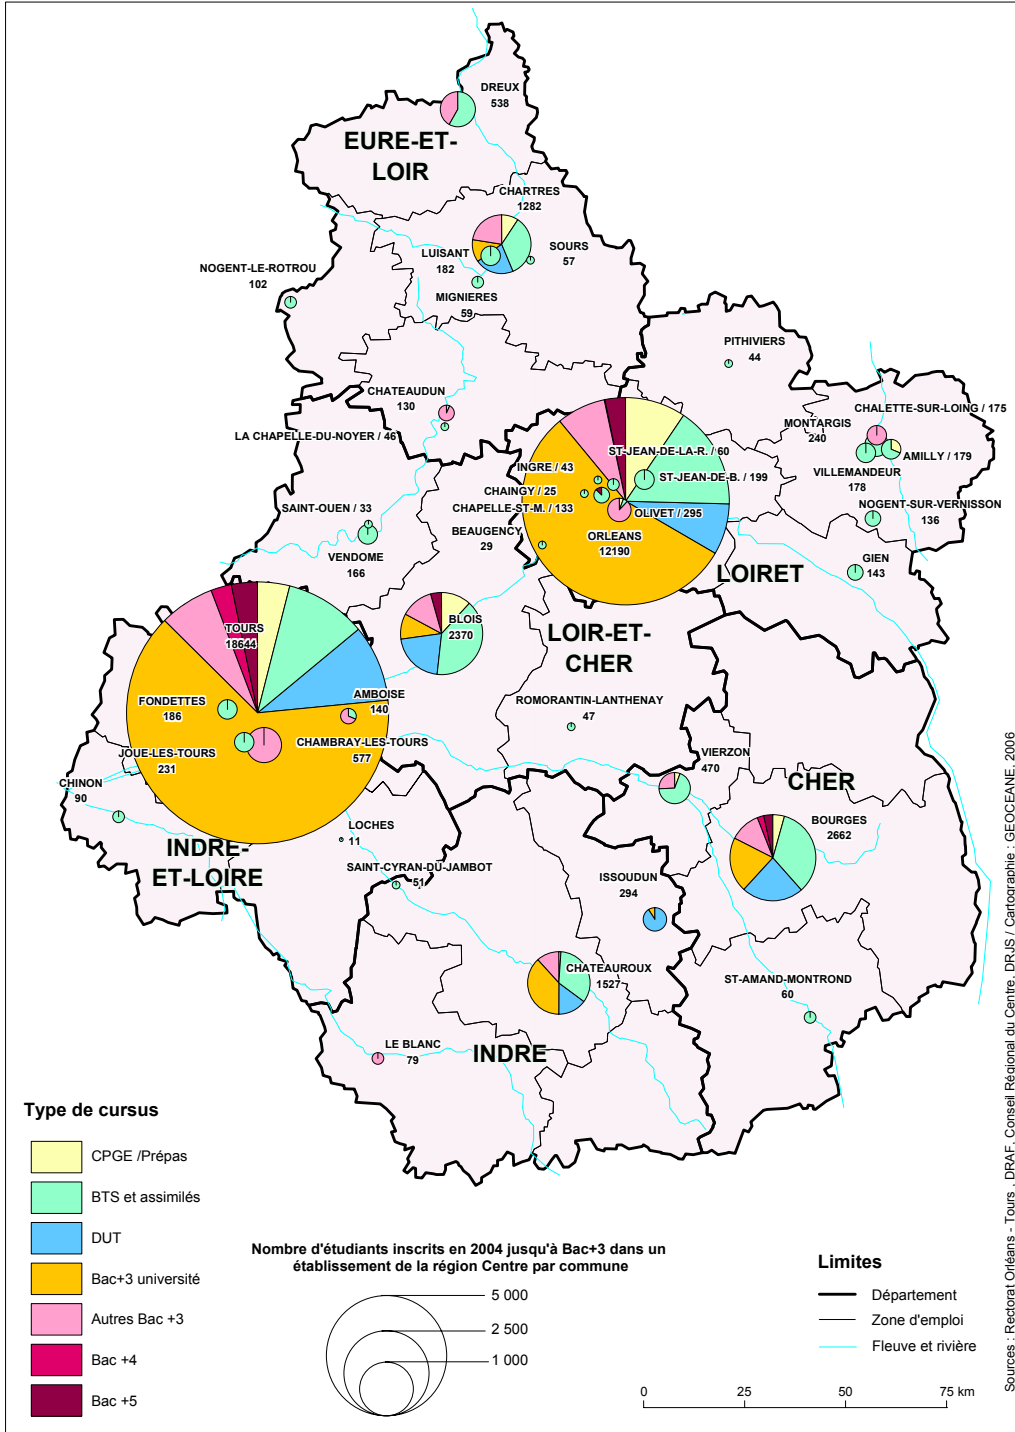 DREUX
538
EURE-ET-
LOIR
CHARTRES
1282
LUISANT
182
SOURS
57
NOGENT-LE-ROTROU
102
MIGNIERES
59
PITHIVIERS
44
CHATEAUDUN
130
CHALETTE-SUR-LOING / 175
MONTARGIS
240
LA CHAPELLE-DU-NOYER / 46
ST-JEAN-DE-LA-R. / 60
AMILLY / 179
INGRE / 43
ST-JEAN-DE-B. / 199
VILLEMANDEUR
178
CHAINGY / 25
CHAPELLE-ST-M. / 133
SAINT-OUEN / 33
OLIVET / 295
NOGENT-SUR-VERNISSON
136
BEAUGENCY
29
ORLEANS
12190
VENDOME
166
GIEN
143
LOIRET
BLOIS
2370
TOURS
18644
LOIR-ET-
CHER
FONDETTES
186
AMBOISE
140
ROMORANTIN-LANTHENAY
47
CHAMBRAY-LES-TOURS
577
JOUE-LES-TOURS
231
VIERZON
470
CHER
CHINON
90
BOURGES
2662
LOCHES
11
INDRE-
ET-LOIRE
SAINT-CYRAN-DU-JAMBOT
51
ISSOUDUN
294
CHATEAUROUX
1527
ST-AMAND-MONTROND
60
LE BLANC
79
INDRE
Type de cursus
CPGE /Prépas
BTS et assimilés
DUT
Bac+3 université
Autres Bac +3
Bac +4
Bac +5
Nombre d'étudiants inscrits en 2004 jusqu'à Bac+3 dans un
établissement de la région Centre par commune
5 000
2 500
1 000
Limites
Département
Zone d'emploi
Fleuve et rivière
0 25 50 75 km
Sources : Rectorat Orléans - Tours , DRAF, Conseil Régional du Centre, DRJS / Cartographie : GEOCEANE, 2006